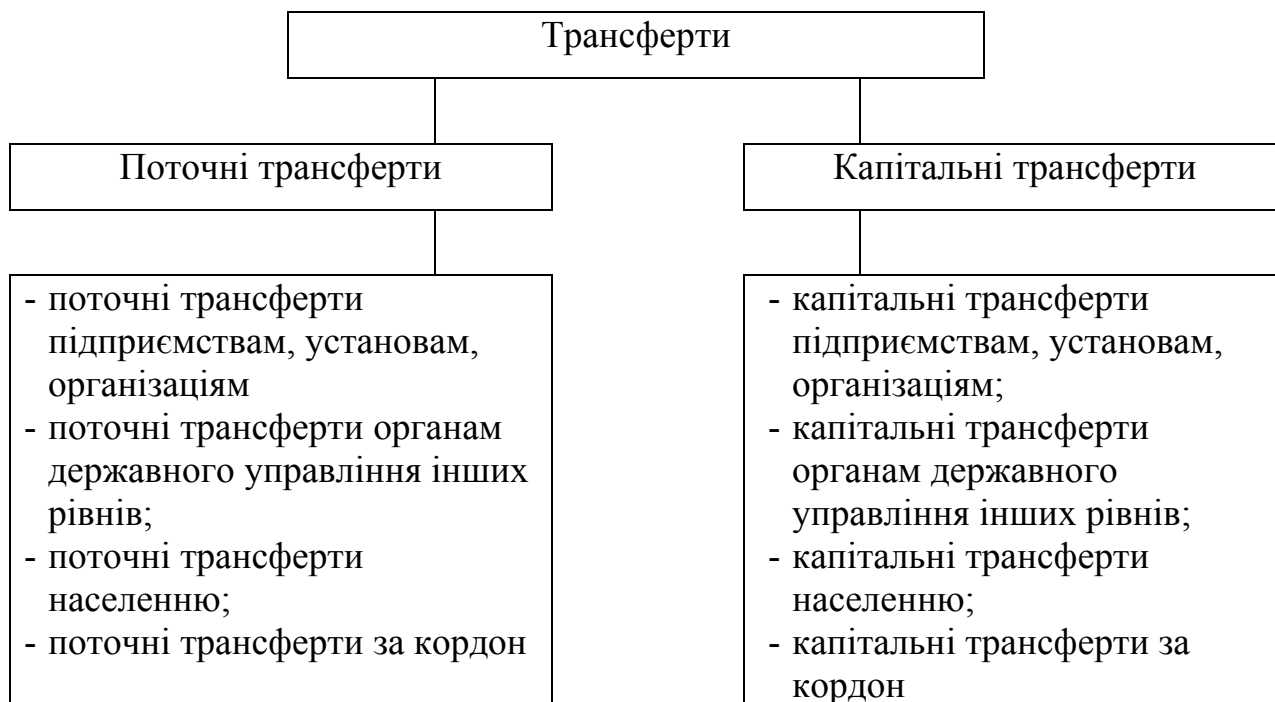 Трансферти
Поточні трансферти
Капітальні трансферти
- поточні трансферти
підприємствам, установам,
організаціям
- поточні трансферти органам
державного управління інших
рівнів;
- поточні трансферти
населенню;
- поточні трансферти за кордон
- капітальні трансферти
підприємствам, установам,
організаціям;
- капітальні трансферти
органам державного
управління інших рівнів;
- капітальні трансферти
населенню;
- капітальні трансферти за
кордон